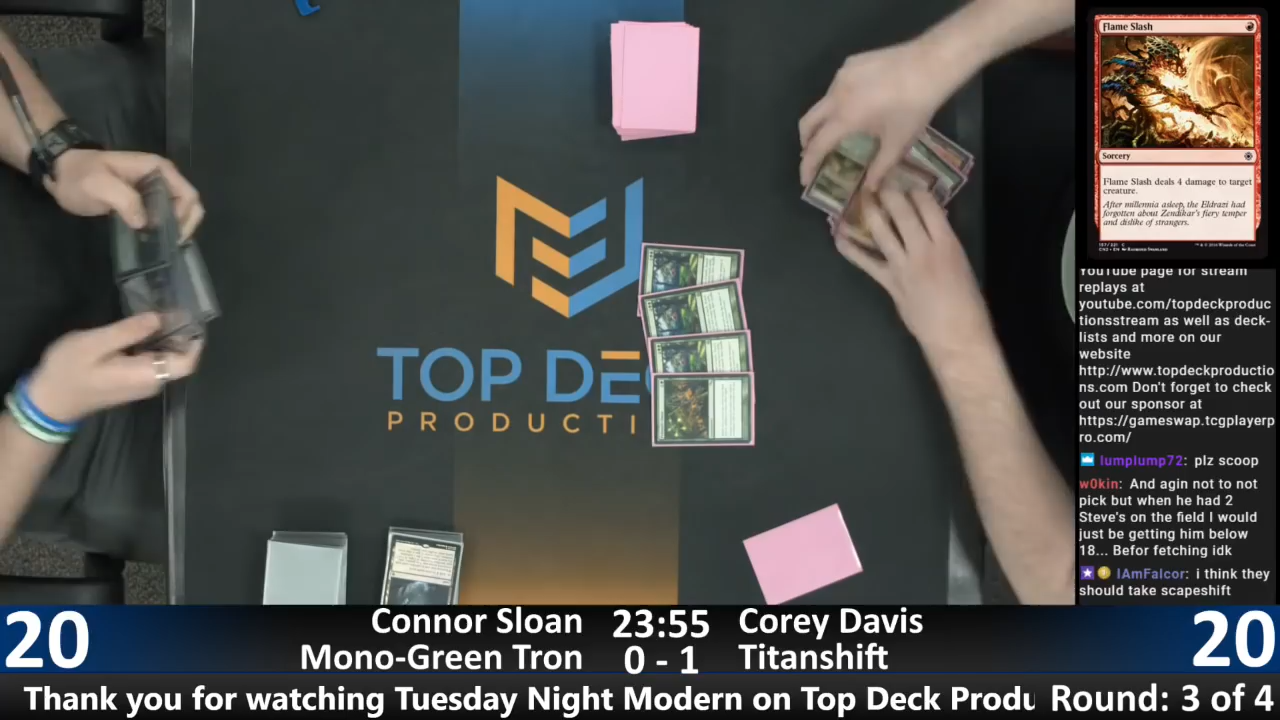 Flame Slash
Sorcery
Flame Slash deals 4 damage to target
creature.
After millennia asleep, the Eldrazi had
forgotten about Zendikar's fiery temper
and dislike of strangers.
TOP DE
PRODUCTI
YouTube page for stream
replays at
youtube.com/topdeckproduc
tionsstream as well as deck-
lists and more on our
website
http://www.topdeckproductio
ns.com Don't forget to check
out our sponsor at
https://gameswap.tcgplayerp
ro.com/
lumplump72: plz scoop
w0kin: And agin not to not
pick but when he had 2
Steve's on the field I would
just be getting him below
18... Befor fetching idk
IAmFalcor: i think they
should take scapeshift
20
Connor Sloan
Mono-Green Tron
23:55
0 - 1
Corey Davis
Titanshift
20
Thank you for watching Tuesday Night Modern on Top Deck Produ
Round: 3 of 4